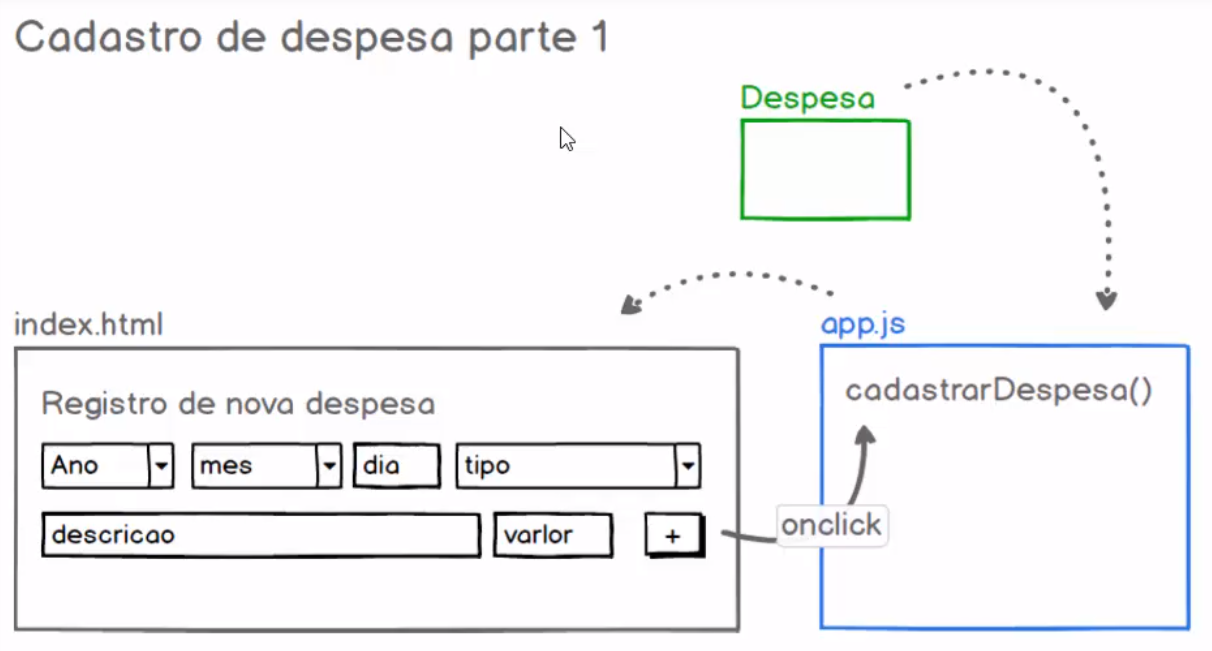 Cadastro de despesa parte 1
Despesa
index.html
app.js
Registro de nova despesa
cadastrarDespesa()
Ano
mes
dia
tipo
descricao
varlor
+
onclick